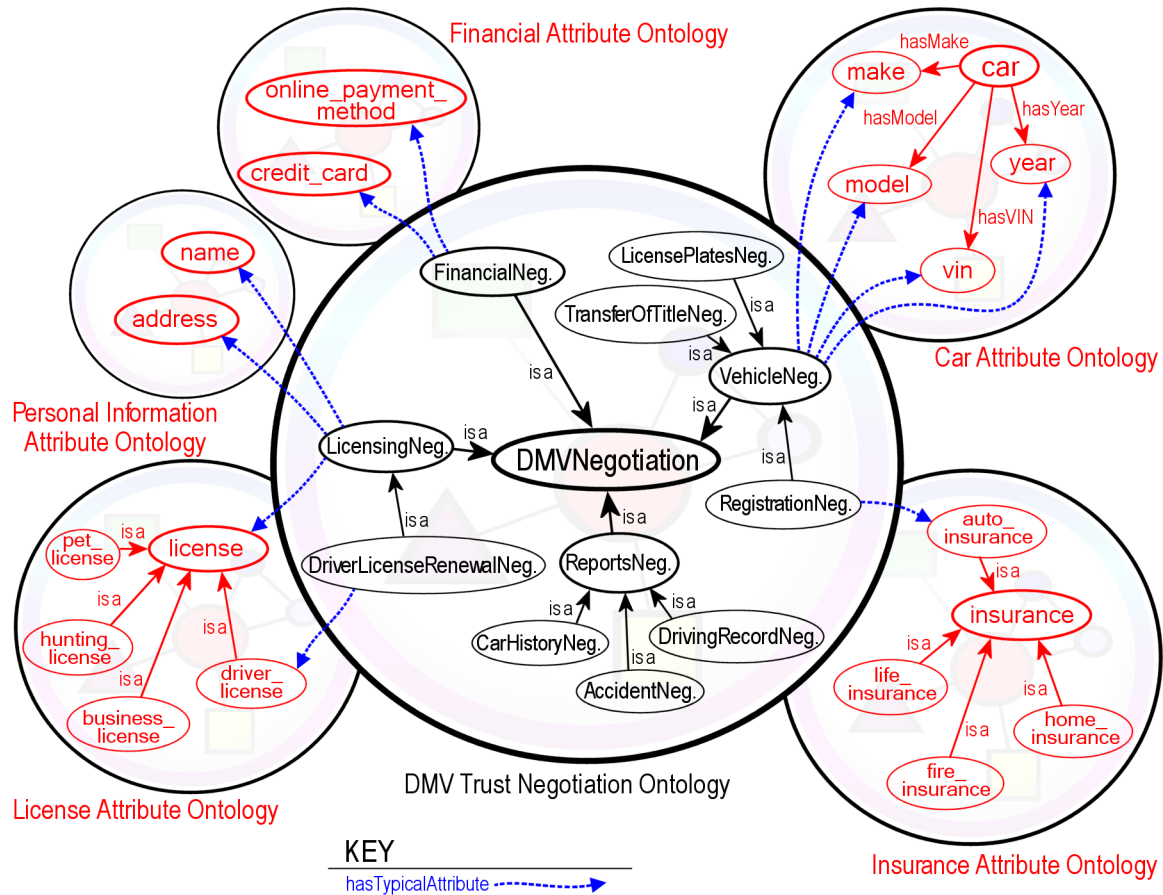 Financial Attribute Ontology
online_payment_
method
credit_card
hasMake
make
car
hasModel
hasYear
model
year
hasVIN
vin
Car Attribute Ontology
name
address
Personal Information
Attribute Ontology
FinancialNeg.
LicensePlatesNeg.
isa
TransferOfTitleNeg.
isa
VehicleNeg.
isa
isa
LicensingNeg.
isa
DMVNegotiation
isa
RegistrationNeg.
isa
DriverLicenseRenewalNeg.
isa
ReportsNeg.
isa
CarHistoryNeg.
isa
DrivingRecordNeg.
isa
AccidentNeg.
DMV Trust Negotiation Ontology
pet_
license
isa
license
isa
hunting_
license
isa
driver_
license
isa
business_
license
License Attribute Ontology
auto_
insurance
isa
insurance
life_
insurance
isa
isa
home_
insurance
isa
fire_
insurance
Insurance Attribute Ontology
KEY
hasTypicalAttribute